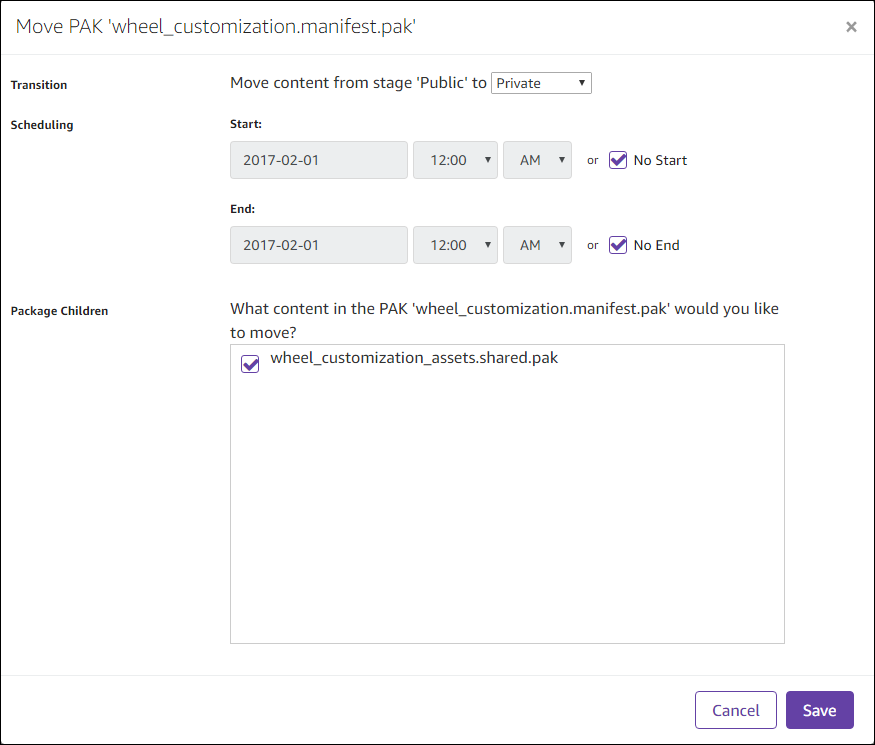 Move PAK 'wheel_customization.manifest.pak'
×
Transition
Move content from stage 'Public' to Private
Scheduling
Start:
2017-02-01 12:00 AM or No Start
End:
2017-02-01 12:00 AM or No End
Package Children
What content in the PAK 'wheel_customization.manifest.pak' would you like
to move?
wheel_customization_assets.shared.pak
Cancel Save